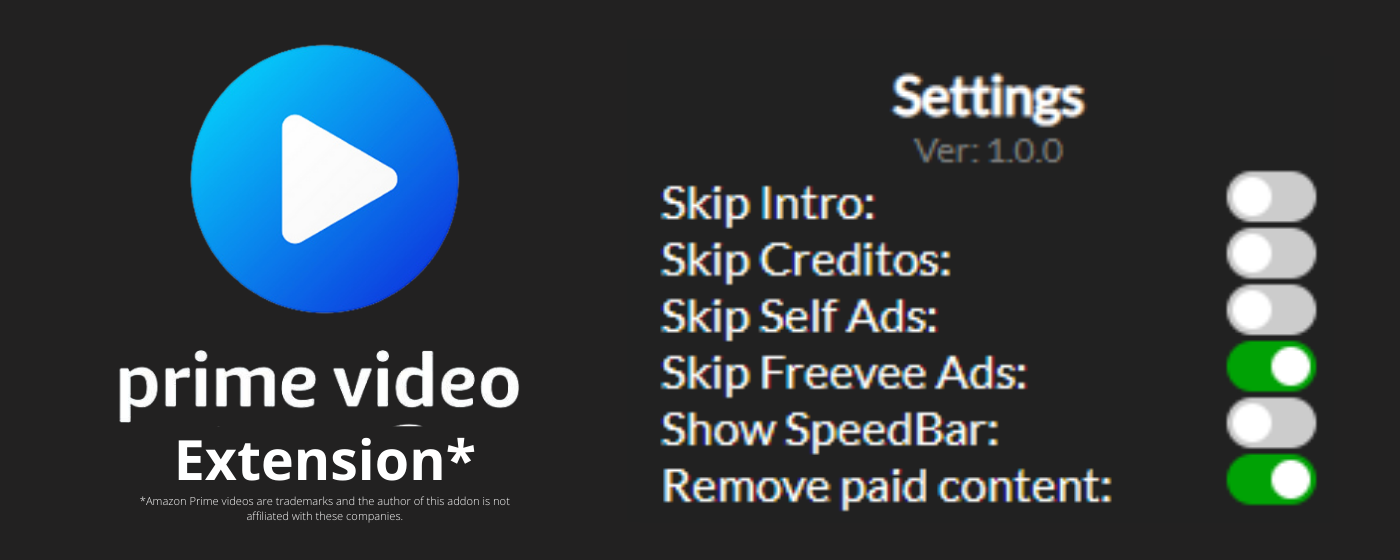 prime video
Extension*
*Amazon Prime videos are trademarks and the author of this addon is not
affiliated with these companies.
Settings
Ver: 1.0.0
Skip Intro:
Skip Creditos:
Skip Self Ads:
Skip Freevee Ads:
Show SpeedBar:
Remove paid content: